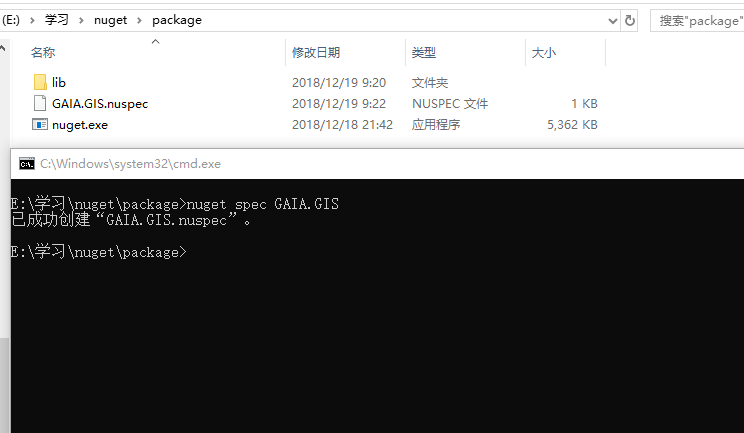 (E:) › 学习 › nuget › package
搜索"package"
名称 修改日期 类型 大小
lib 2018/12/19 9:20 文件夹
GAIA.GIS.nuspec 2018/12/19 9:22 NUSPEC 文件 1 KB
nuget.exe 2018/12/18 21:42 应用程序 5,362 KB
C:\Windows\system32\cmd.exe
E:\学习\nuget\package>nuget spec GAIA.GIS
已成功创建“GAIA.GIS.nuspec”。
E:\学习\nuget\package>